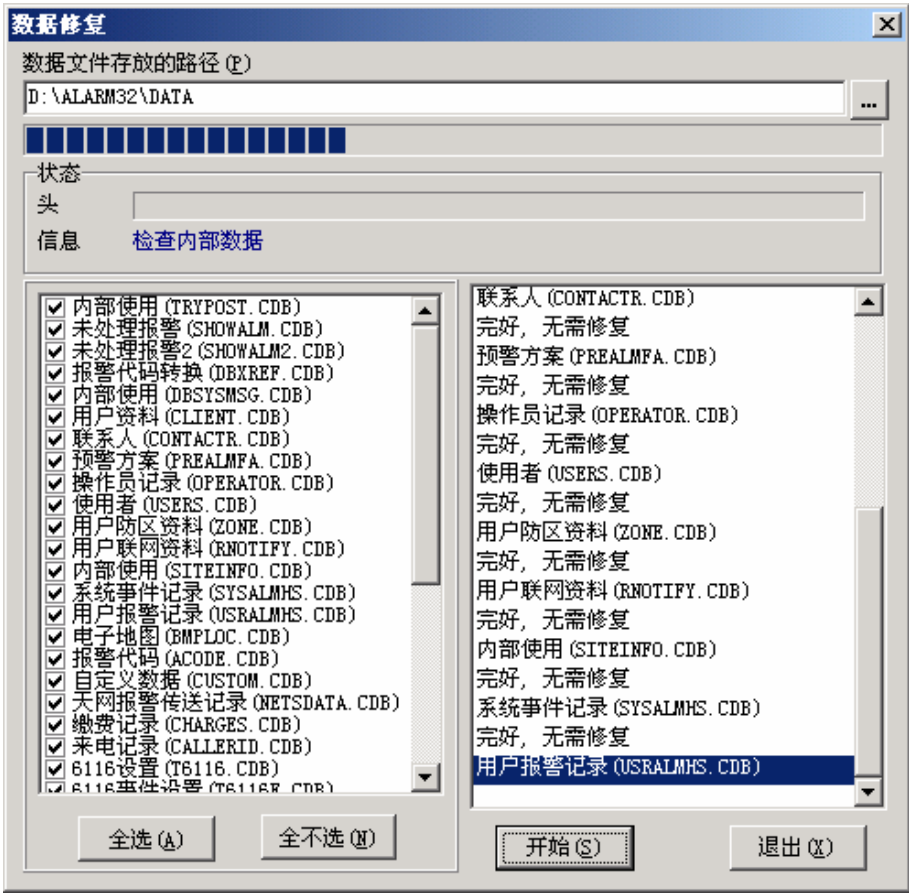 数据修复
数据文件存放的路径(P)
D:\ALARM32\DATA
...
状态
头
信息 检查内部数据
内部使用(TRYPOST.CDB)
未处理报警(SHOWALM.CDB)
未处理报警2(SHOWALM2.CDB)
报警代码转换(DBXREF.CDB)
内部使用(DBSYSMSG.CDB)
用户资料(CLIENT.CDB)
联系人(CONTACTR.CDB)
预警方案(PREALMFA.CDB)
操作员记录(OPERATOR.CDB)
使用者(USERS.CDB)
用户防区资料(ZONE.CDB)
用户联网资料(RNOTIFY.CDB)
内部使用(SITEINFO.CDB)
系统事件记录(SYSALMHS.CDB)
用户报警记录(USRALMHS.CDB)
电子地图(BMPLOC.CDB)
报警代码(ACODE.CDB)
自定义数据(CUSTOM.CDB)
天网报警传送记录(NETSDATA.CDB)
缴费记录(CHARGES.CDB)
来电记录(CALLERID.CDB)
6116设置(T6116.CDB)
6116事件设置(T6116E.CDB)
全选(A)
全不选(N)
联系人(CONTACTR.CDB)
完好，无需修复
预警方案(PREALMFA.CDB)
完好，无需修复
操作员记录(OPERATOR.CDB)
完好，无需修复
使用者(USERS.CDB)
完好，无需修复
用户防区资料(ZONE.CDB)
完好，无需修复
用户联网资料(RNOTIFY.CDB)
完好，无需修复
内部使用(SITEINFO.CDB)
完好，无需修复
系统事件记录(SYSALMHS.CDB)
完好，无需修复
用户报警记录(USRALMHS.CDB)
开始(S)
退出(X)